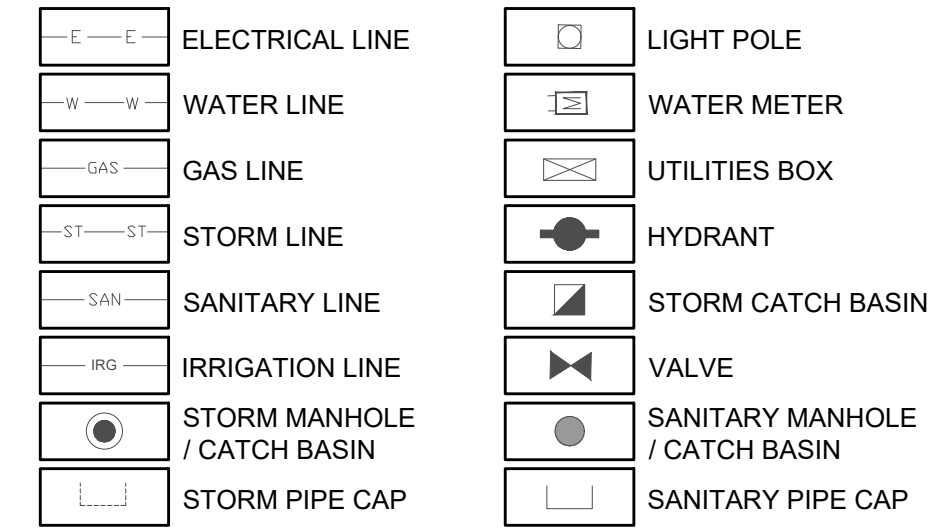 E E ELECTRICAL LINE
LIGHT POLE
W W WATER LINE
WATER METER
GAS GAS LINE
UTILITIES BOX
ST ST STORM LINE
HYDRANT
SAN SANITARY LINE
STORM CATCH BASIN
IRG IRRIGATION LINE
VALVE
STORM MANHOLE
/ CATCH BASIN
SANITARY MANHOLE
/ CATCH BASIN
STORM PIPE CAP
SANITARY PIPE CAP